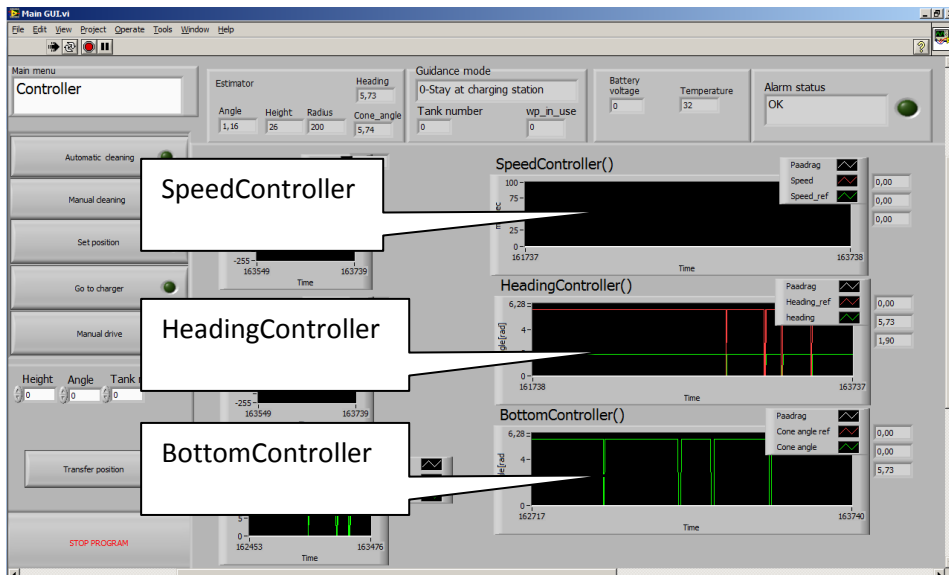 Main GUI.vi
File Edit View Project Operate Tools Window Help
Main menu
Controller
Estimator
Heading
5,73
Angle
1,16
Height
26
Radius
200
Cone_angle
5,74
Guidance mode
0-Stay at charging station
Tank number
0
wp_in_use
0
Battery
voltage
0
Temperature
32
Alarm status
OK
Automatic cleaning
Manual cleaning
Set position
Go to charger
Manual drive
Height Angle Tank
0 0 0
Transfer position
STOP PROGRAM
SpeedController
HeadingController
BottomController
-255
163549 163739
Time
-255
163549 163739
5
0
162453 163476
Time
SpeedController()
Paadrag
Speed
Speed_ref
0,00
0,00
0,00
100
75
25
0
161737 163738
Time
HeadingController()
Paadrag
Heading_ref
heading
0,00
5,73
1,90
6,28
4
0
161738 163737
Time
BottomController()
Paadrag
Cone angle ref
Cone angle
0,00
0,00
5,73
6,28
4
0
162717 163740
Time